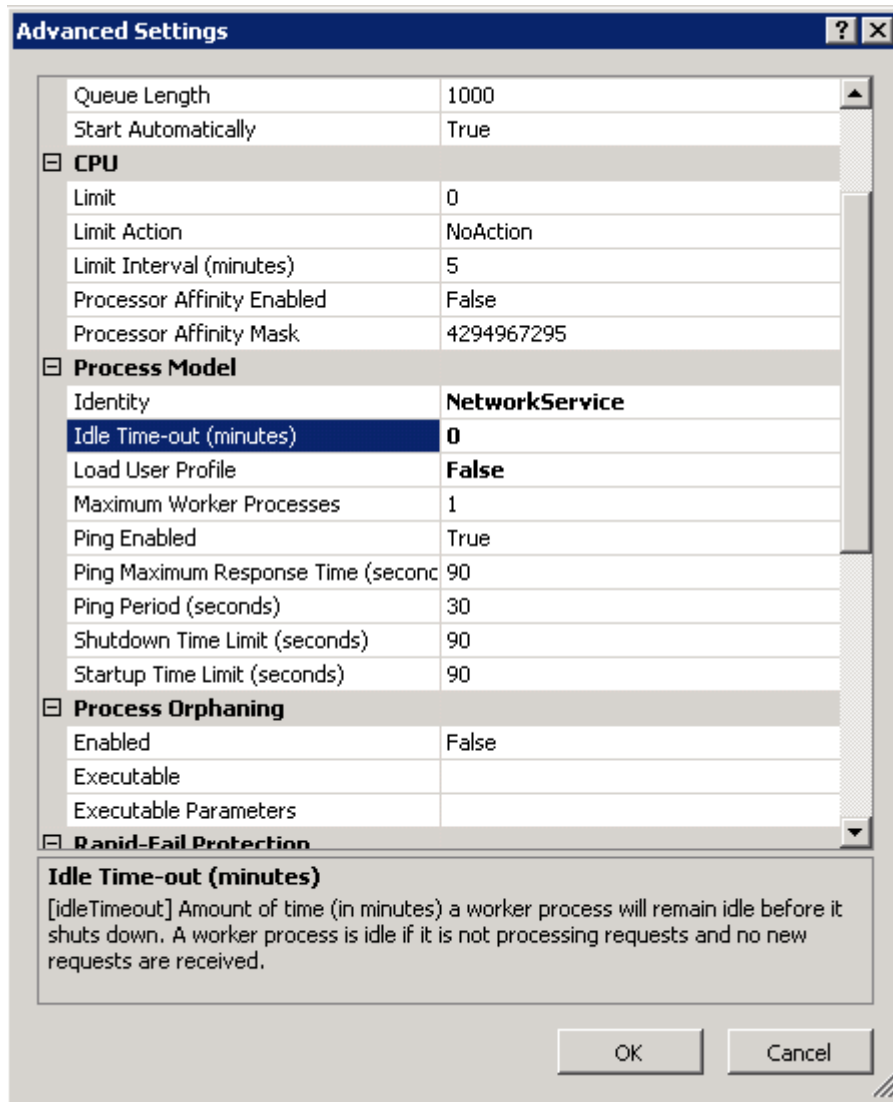 Advanced Settings
Queue Length 1000
Start Automatically True
CPU
Limit 0
Limit Action NoAction
Limit Interval (minutes) 5
Processor Affinity Enabled False
Processor Affinity Mask 4294967295
Process Model
Identity NetworkService
Idle Time-out (minutes) 0
Load User Profile False
Maximum Worker Processes 1
Ping Enabled True
Ping Maximum Response Time (secon 90
Ping Period (seconds) 30
Shutdown Time Limit (seconds) 90
Startup Time Limit (seconds) 90
Process Orphaning
Enabled False
Executable
Executable Parameters
Rapid-Fail Protection
Idle Time-out (minutes)
[idleTimeout] Amount of time (in minutes) a worker process will remain idle before it
shuts down. A worker process is idle if it is not processing requests and no new
requests are received.
OK Cancel